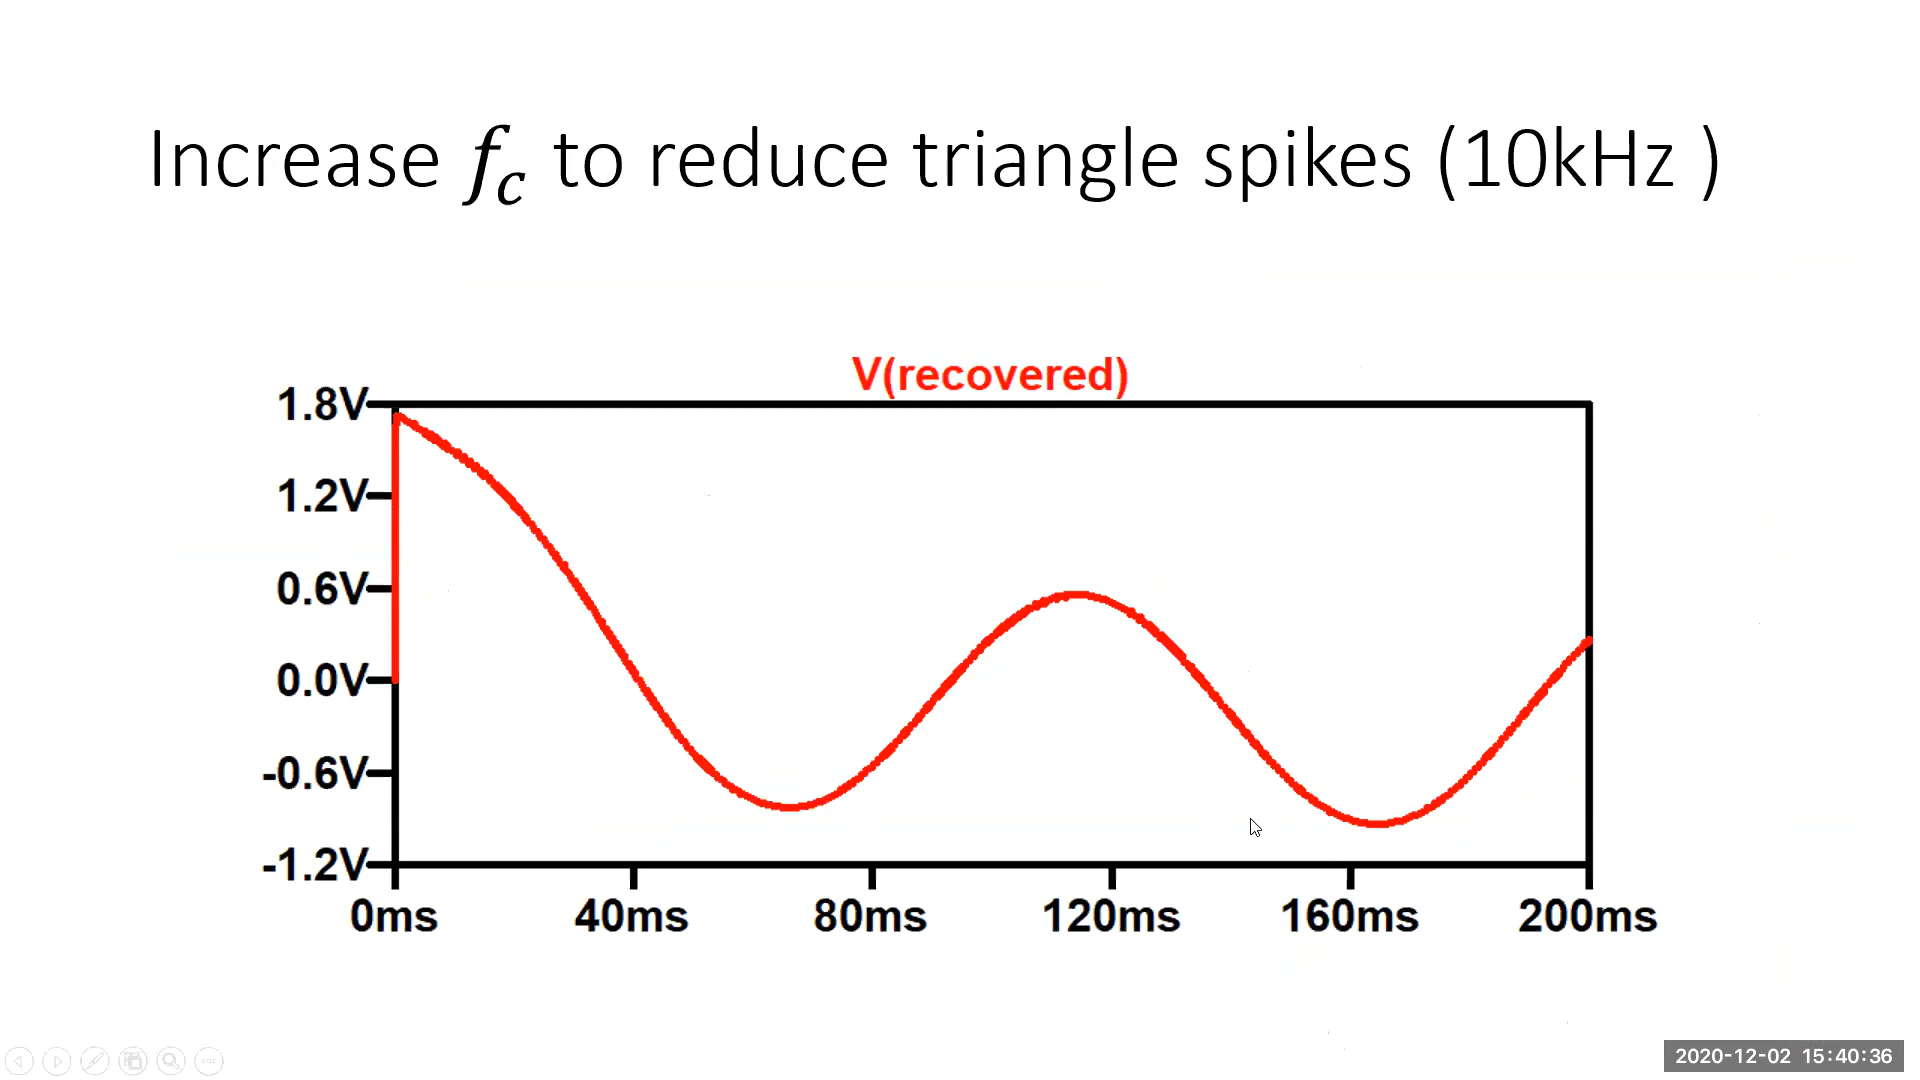 Increase f_c to reduce triangle spikes (10kHz )
V(recovered)
1.8V
1.2V
0.6V
0.0V
-0.6V
-1.2V
0ms 40ms 80ms 120ms 160ms 200ms
2020-12-02 15:40:36